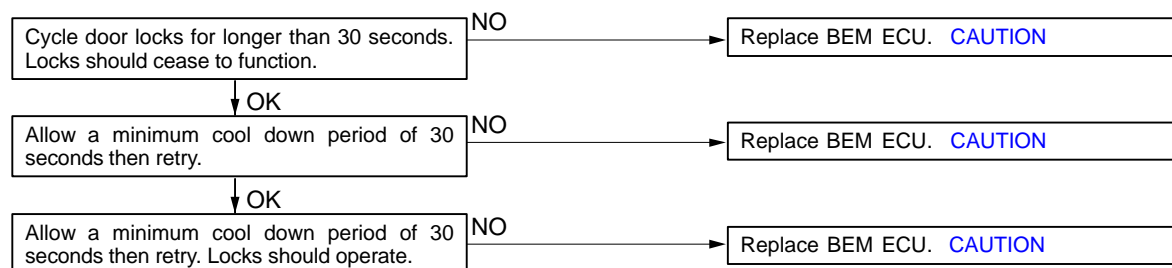 Cycle door locks for longer than 30 seconds.
Locks should cease to function.
NO
Replace BEM ECU. CAUTION
OK
Allow a minimum cool down period of 30
seconds then retry.
NO
Replace BEM ECU. CAUTION
OK
Allow a minimum cool down period of 30
seconds then retry. Locks should operate.
NO
Replace BEM ECU. CAUTION